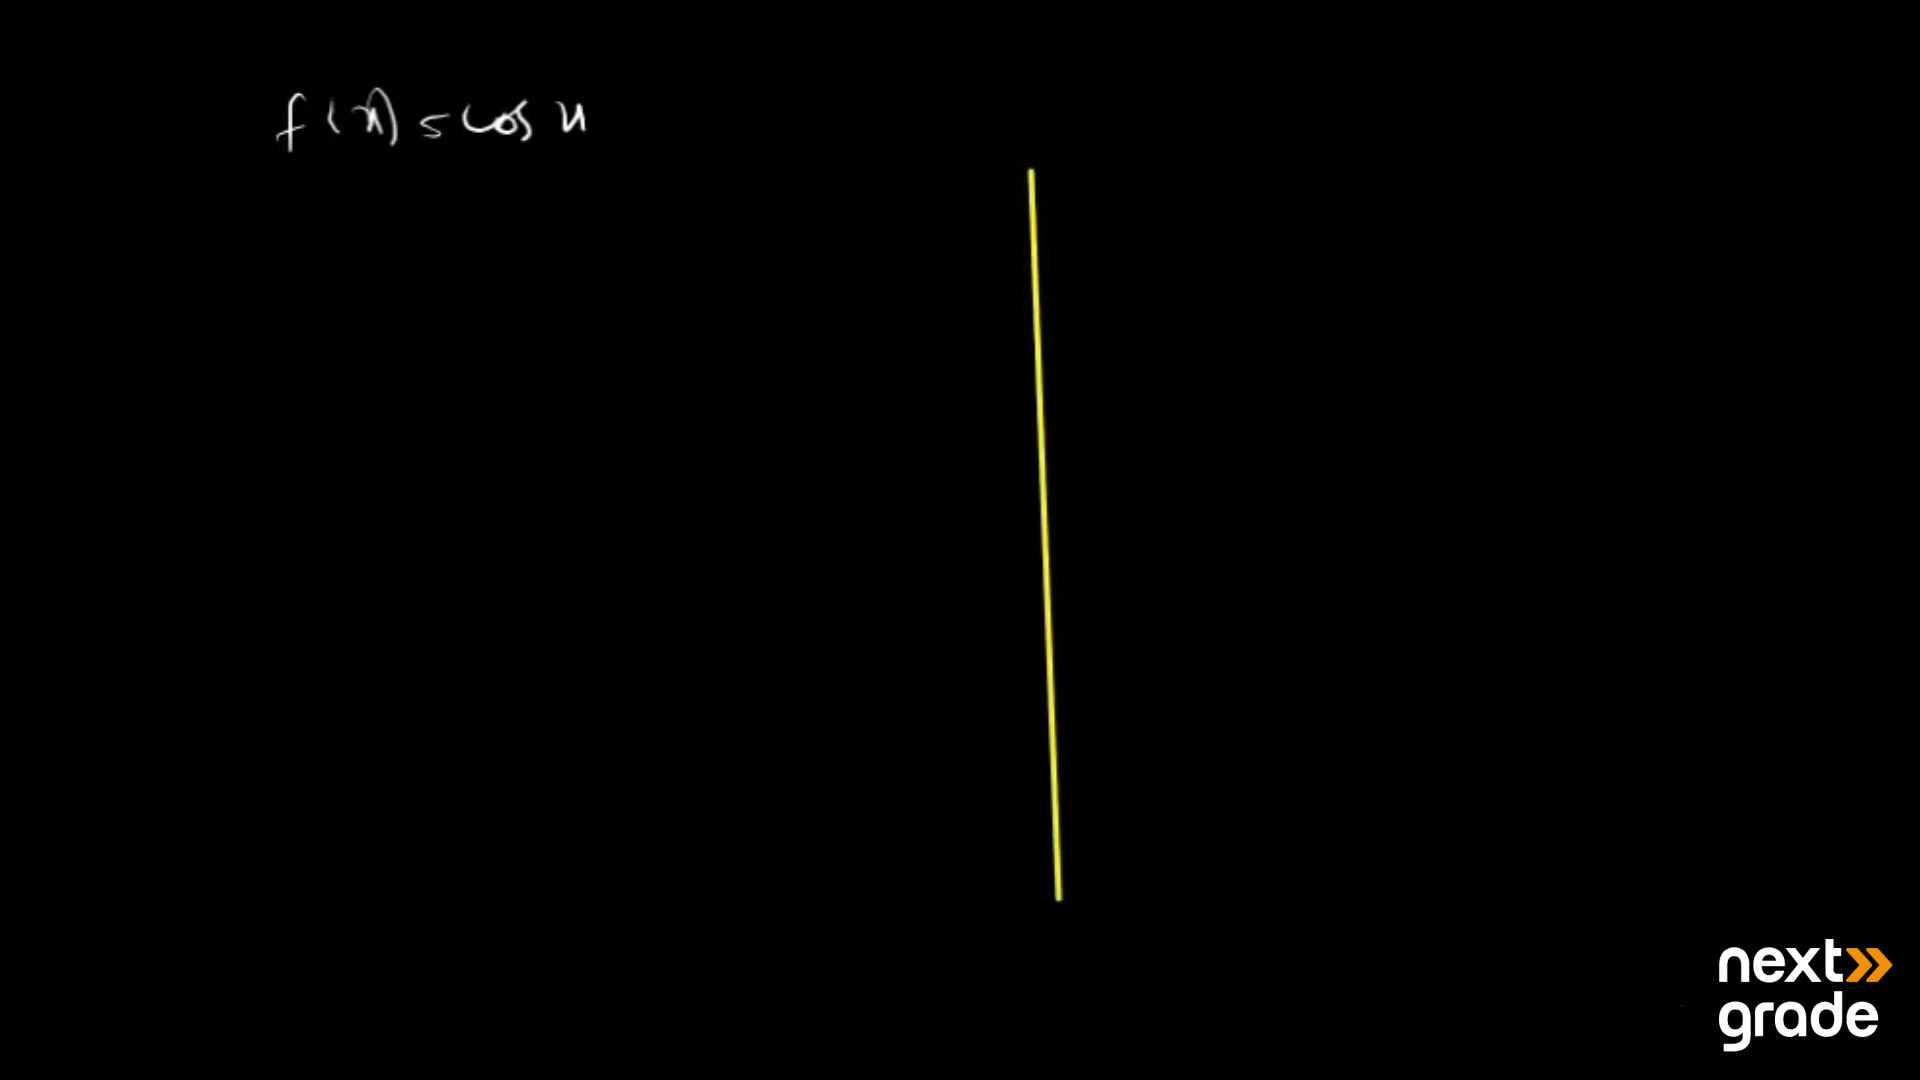 f(x) = cos x
next
grade